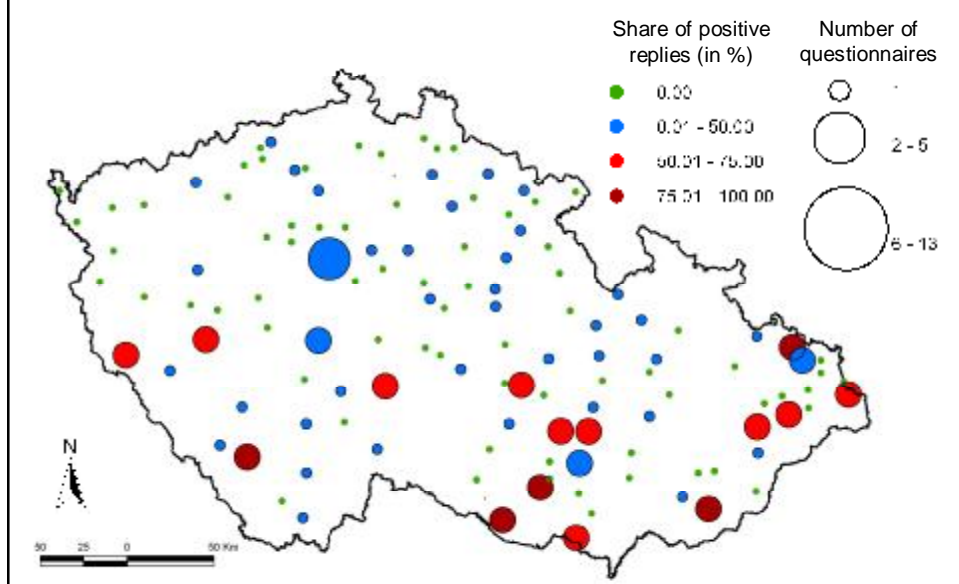 Share of positive
replies (in %)
0.00
0.01 - 50.00
50.01 - 75.00
75.01 - 100.00
Number of
questionnaires
2 - 5
6 - 13
N
50 25 0 50 Km